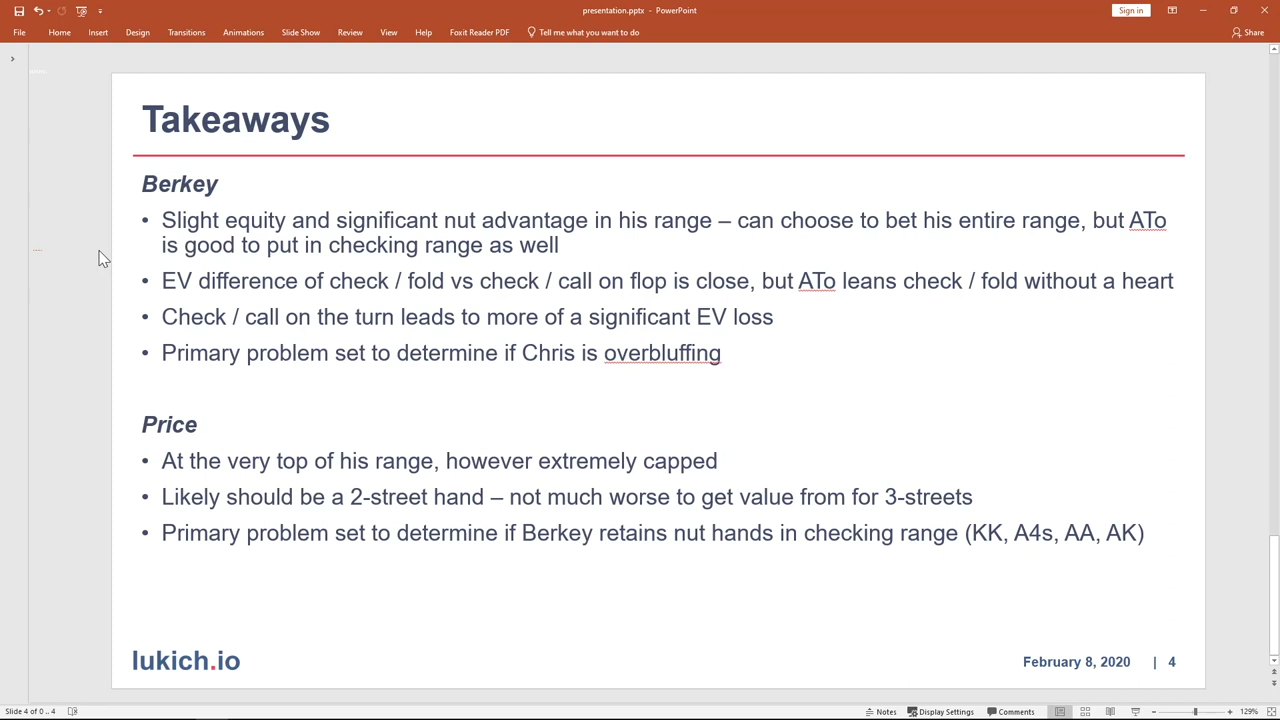 presentation.pptx - PowerPoint
Sign in
File Home Insert Design Transitions Animations Slide Show Review View Help Foxit Reader PDF Tell me what you want to do Share
Takeaways
Berkey
• Slight equity and significant nut advantage in his range – can choose to bet his entire range, but ATo
is good to put in checking range as well
• EV difference of check / fold vs check / call on flop is close, but ATo leans check / fold without a heart
• Check / call on the turn leads to more of a significant EV loss
• Primary problem set to determine if Chris is overbluffing
Price
• At the very top of his range, however extremely capped
• Likely should be a 2-street hand – not much worse to get value from for 3-streets
• Primary problem set to determine if Berkey retains nut hands in checking range (KK, A4s, AA, AK)
lukich.io
February 8, 2020 | 4
Slide 4 of 0 .. 4
Notes Display Settings Comments 129%